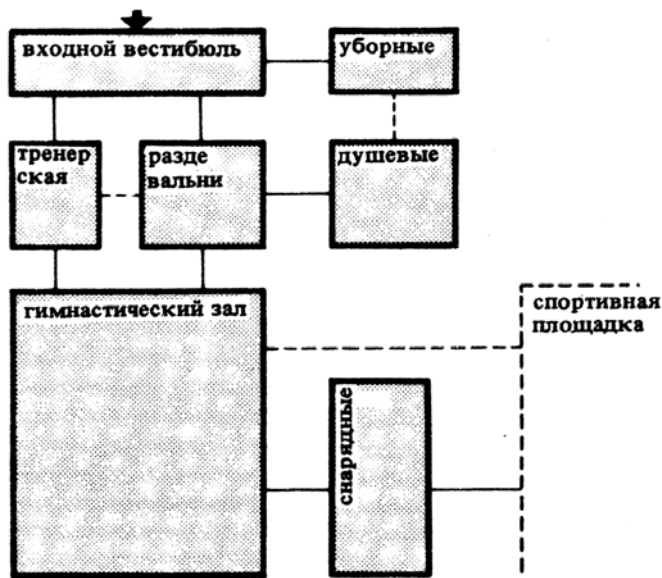 входной вестибюль
уборные
тренер
ская
разде
вальни
душевые
гимнастический зал
спортивная
площадка
снарядные